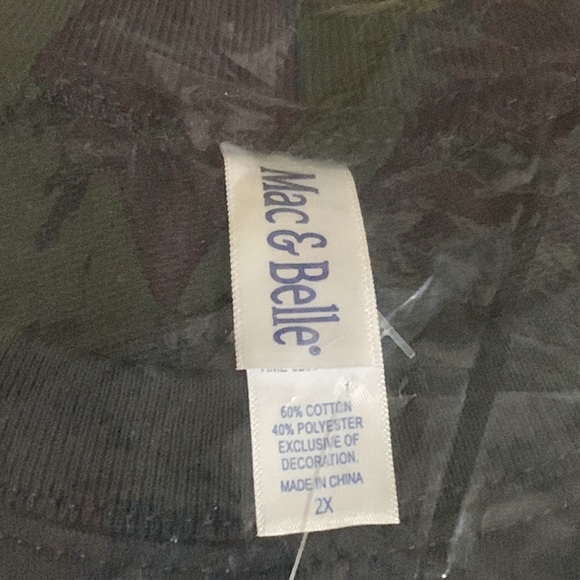 Mac & Belle®
60% COTTON
40% POLYESTER
EXCLUSIVE OF
DECORATION.
MADE IN CHINA
2X